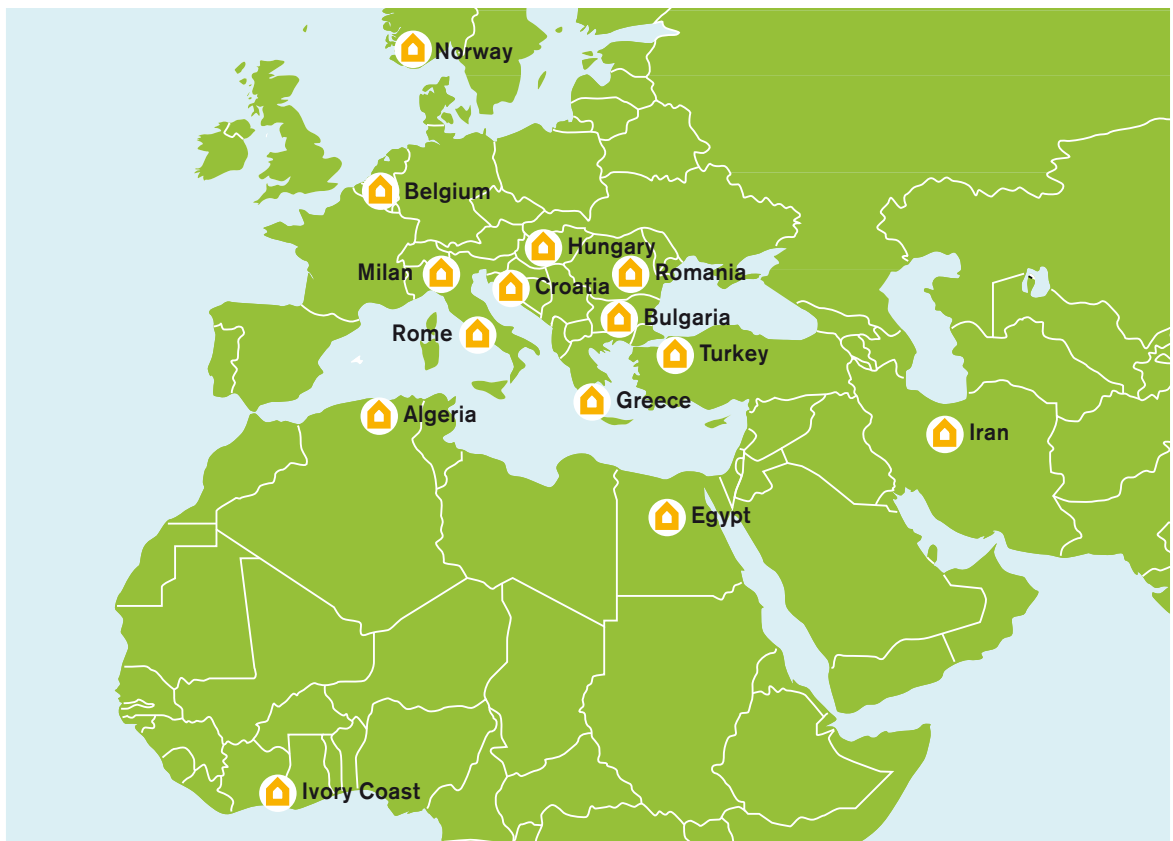 Norway
Belgium
Hungary
Milan
Romania
Croatia
Bulgaria
Rome
Turkey
Greece
Algeria
Iran
Egypt
Ivory Coast